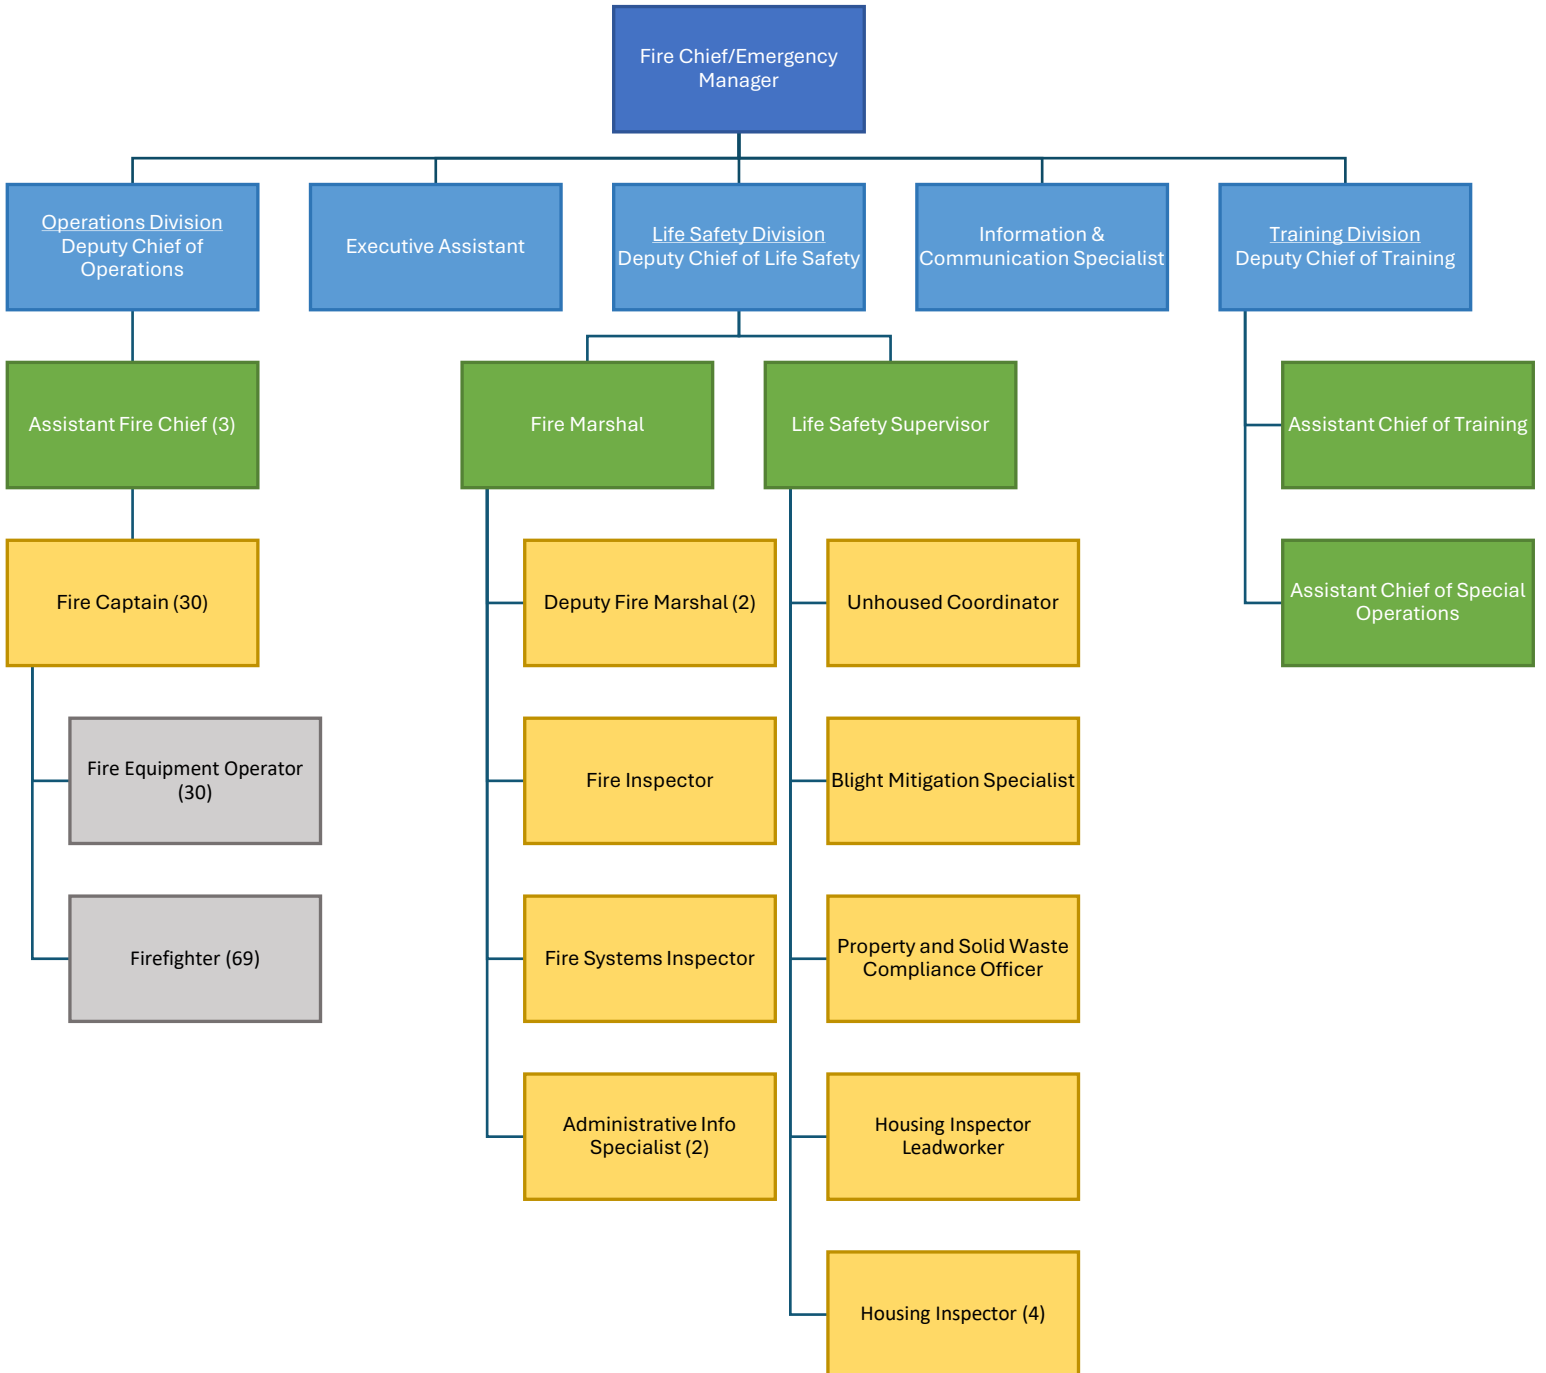 Fire Chief/Emergency
Manager
Operations Division
Deputy Chief of
Operations
Executive Assistant
Life Safety Division
Deputy Chief of Life Safety
Information &
Communication Specialist
Training Division
Deputy Chief of Training
Assistant Fire Chief (3)
Fire Marshal
Life Safety Supervisor
Assistant Chief of Training
Fire Captain (30)
Deputy Fire Marshal (2)
Unhoused Coordinator
Assistant Chief of Special
Operations
Fire Equipment Operator
(30)
Fire Inspector
Blight Mitigation Specialist
Firefighter (69)
Fire Systems Inspector
Property and Solid Waste
Compliance Officer
Administrative Info
Specialist (2)
Housing Inspector
Leadworker
Housing Inspector (4)